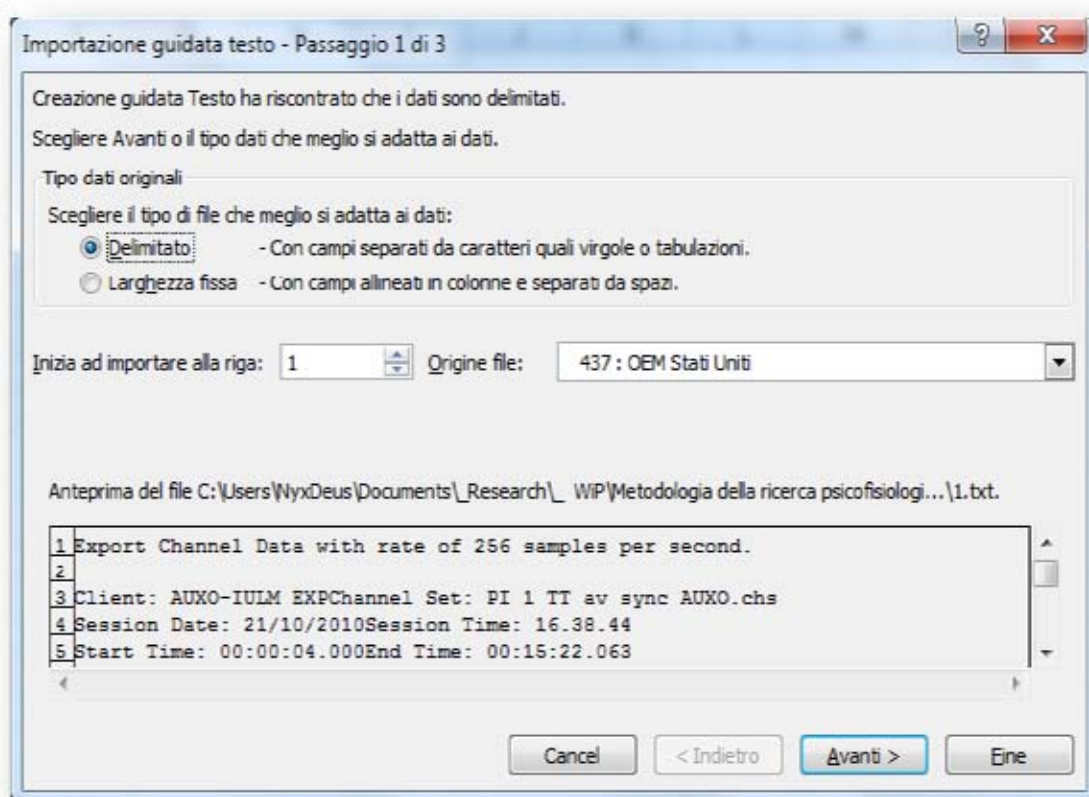 Importazione guidata testo - Passaggio 1 di 3
Creazione guidata Testo ha riscontrato che i dati sono delimitati.
Scegliere Avanti o il tipo dati che meglio si adatta ai dati.
Tipo dati originali
Scegliere il tipo di file che meglio si adatta ai dati:
Delimitato - Con campi separati da caratteri quali virgole o tabulazioni.
Larghezza fissa - Con campi allineati in colonne e separati da spazi.
Inizia ad importare alla riga: 1 Origine file: 437 : OEM Stati Uniti
Anteprima del file C:\Users\NyxDeus\Documents\_Research\_ WiP\Metodologia della ricerca psicofisiologi...\1.txt.
1 Export Channel Data with rate of 256 samples per second.
2
3 Client: AUXO-IULM EXPChannel Set: PI 1 TT av sync AUXO.chs
4 Session Date: 21/10/2010Session Time: 16.38.44
5 Start Time: 00:00:04.000End Time: 00:15:22.063
Cancel < Indietro Avanti > Fine